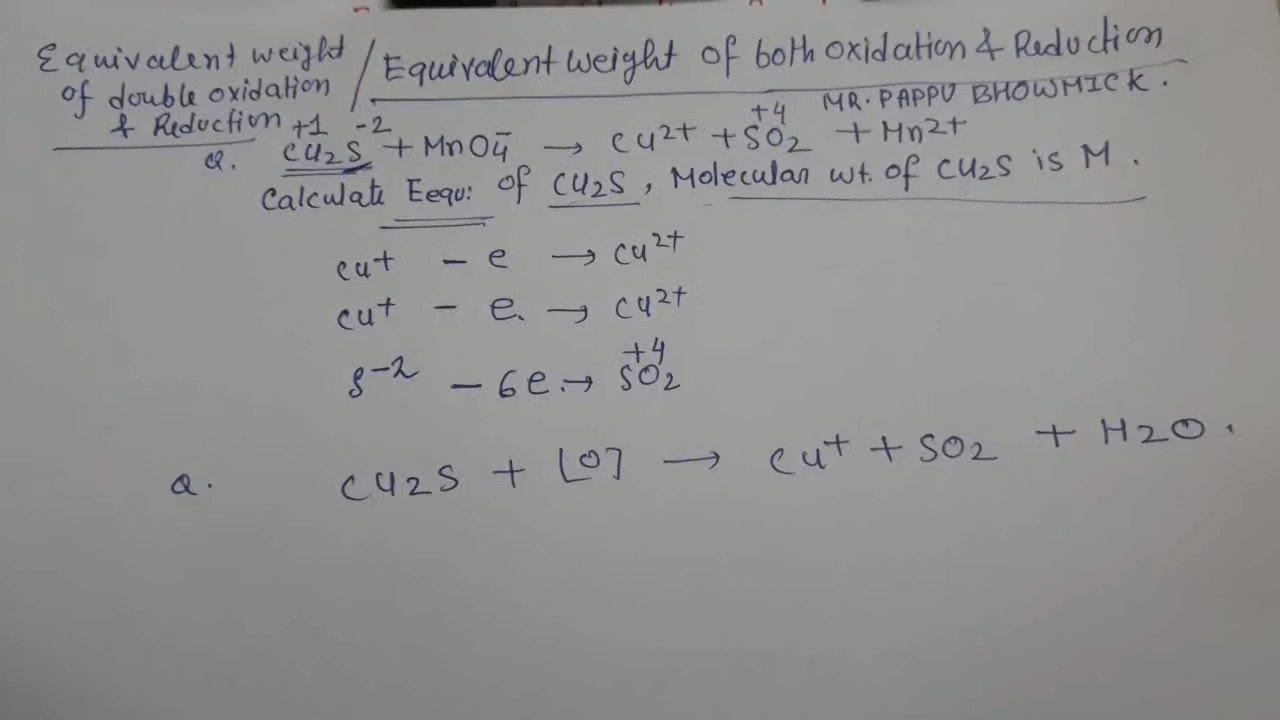 Equivalent weight of double oxidation & Reduction / Equivalent weight of both oxidation & Reduction
MR. PAPPU BHOWMICK.
+1 -2 +4
Q. Cu2S + MnO4̄ → Cu2+ + SO2 + Mn2+
Calculate Eequ: of Cu2S, Molecular wt. of Cu2S is M.
Cu+ - e → Cu2+
Cu+ - e. → Cu2+
+4
S-2 - 6e → SO2
Q. Cu2S + [O] → Cu+ + SO2 + H2O.